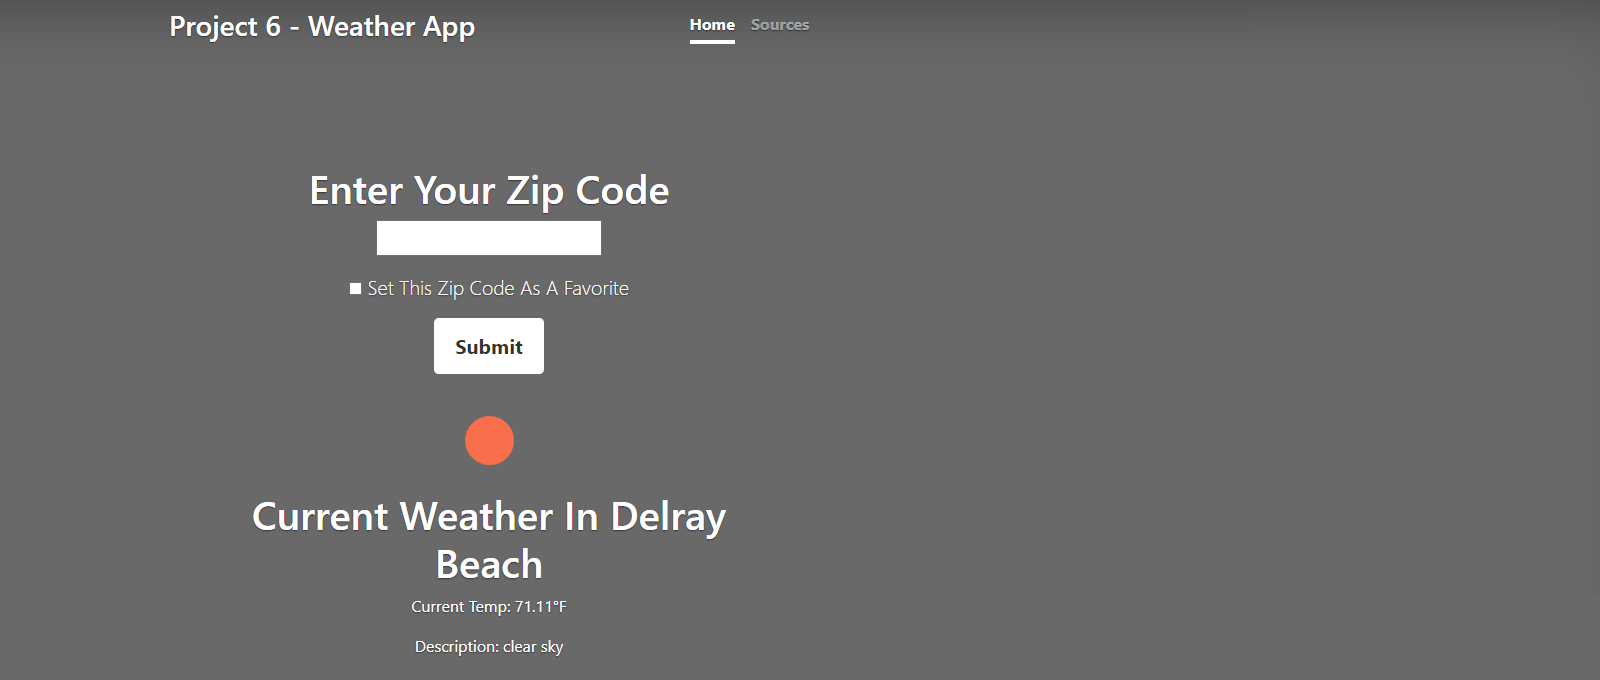 Project 6 - Weather App
Home Sources
Enter Your Zip Code
Set This Zip Code As A Favorite
Submit
Current Weather In Delray
Beach
Current Temp: 71.11°F
Description: clear sky